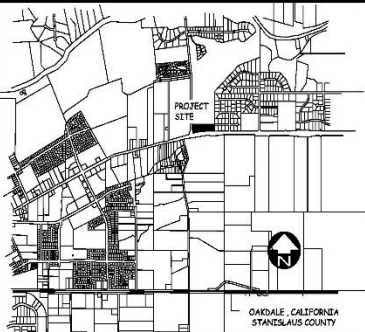 PROJECT
SITE
N
OAKDALE, CALIFORNIA
STANISLAUS COUNTY